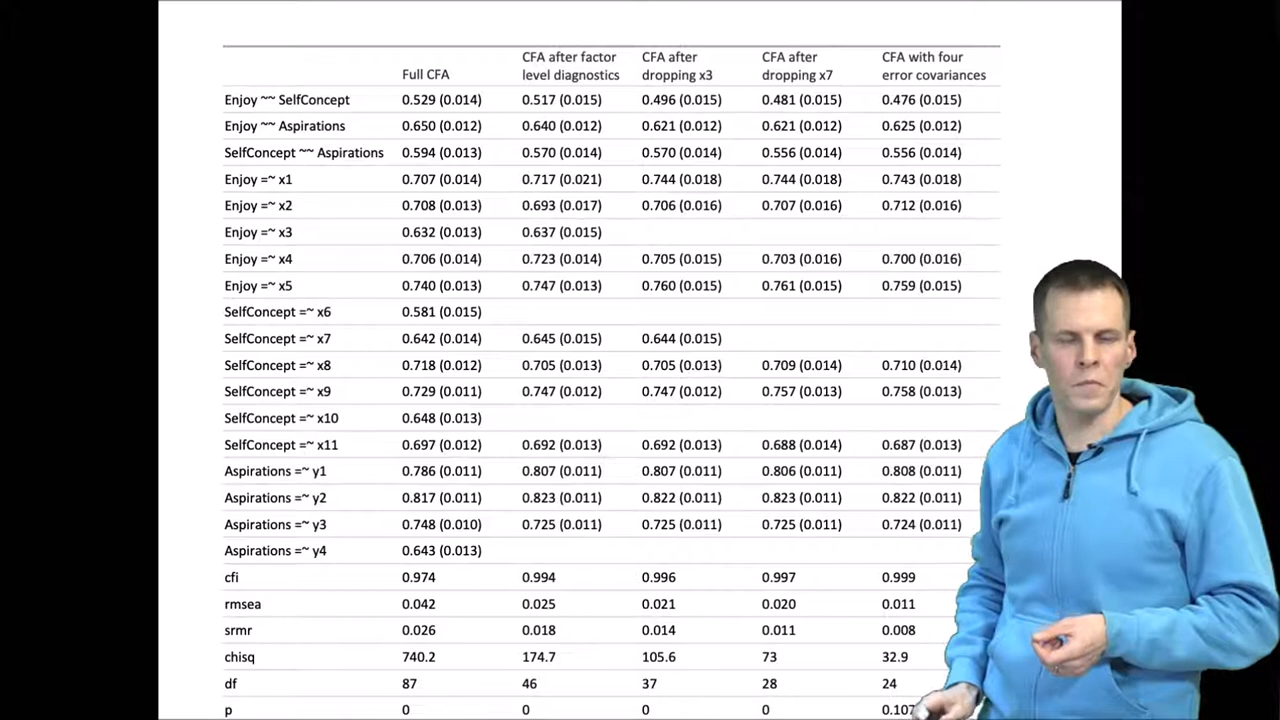 Full CFA CFA after factor level diagnostics CFA after dropping x3 CFA after dropping x7 CFA with four error covariances
Enjoy ~~ SelfConcept 0.529 (0.014) 0.517 (0.015) 0.496 (0.015) 0.481 (0.015) 0.476 (0.015)
Enjoy ~~ Aspirations 0.650 (0.012) 0.640 (0.012) 0.621 (0.012) 0.621 (0.012) 0.625 (0.012)
SelfConcept ~~ Aspirations 0.594 (0.013) 0.570 (0.014) 0.570 (0.014) 0.556 (0.014) 0.556 (0.014)
Enjoy =~ x1 0.707 (0.014) 0.717 (0.021) 0.744 (0.018) 0.744 (0.018) 0.743 (0.018)
Enjoy =~ x2 0.708 (0.013) 0.693 (0.017) 0.706 (0.016) 0.707 (0.016) 0.712 (0.016)
Enjoy =~ x3 0.632 (0.013) 0.637 (0.015)
Enjoy =~ x4 0.706 (0.014) 0.723 (0.014) 0.705 (0.015) 0.703 (0.016) 0.700 (0.016)
Enjoy =~ x5 0.740 (0.013) 0.747 (0.013) 0.760 (0.015) 0.761 (0.015) 0.759 (0.015)
SelfConcept =~ x6 0.581 (0.015)
SelfConcept =~ x7 0.642 (0.014) 0.645 (0.015) 0.644 (0.015)
SelfConcept =~ x8 0.718 (0.012) 0.705 (0.013) 0.705 (0.013) 0.709 (0.014) 0.710 (0.014)
SelfConcept =~ x9 0.729 (0.011) 0.747 (0.012) 0.747 (0.012) 0.757 (0.013) 0.758 (0.013)
SelfConcept =~ x10 0.648 (0.013)
SelfConcept =~ x11 0.697 (0.012) 0.692 (0.013) 0.692 (0.013) 0.688 (0.014) 0.687 (0.013)
Aspirations =~ y1 0.786 (0.011) 0.807 (0.011) 0.807 (0.011) 0.806 (0.011) 0.808 (0.011)
Aspirations =~ y2 0.817 (0.011) 0.823 (0.011) 0.822 (0.011) 0.823 (0.011) 0.822 (0.011)
Aspirations =~ y3 0.748 (0.010) 0.725 (0.011) 0.725 (0.011) 0.725 (0.011) 0.724 (0.011)
Aspirations =~ y4 0.643 (0.013)
cfi 0.974 0.994 0.996 0.997 0.999
rmsea 0.042 0.025 0.021 0.020 0.011
srmr 0.026 0.018 0.014 0.011 0.008
chisq 740.2 174.7 105.6 73 32.9
df 87 46 37 28 24
p 0 0 0 0 0.107